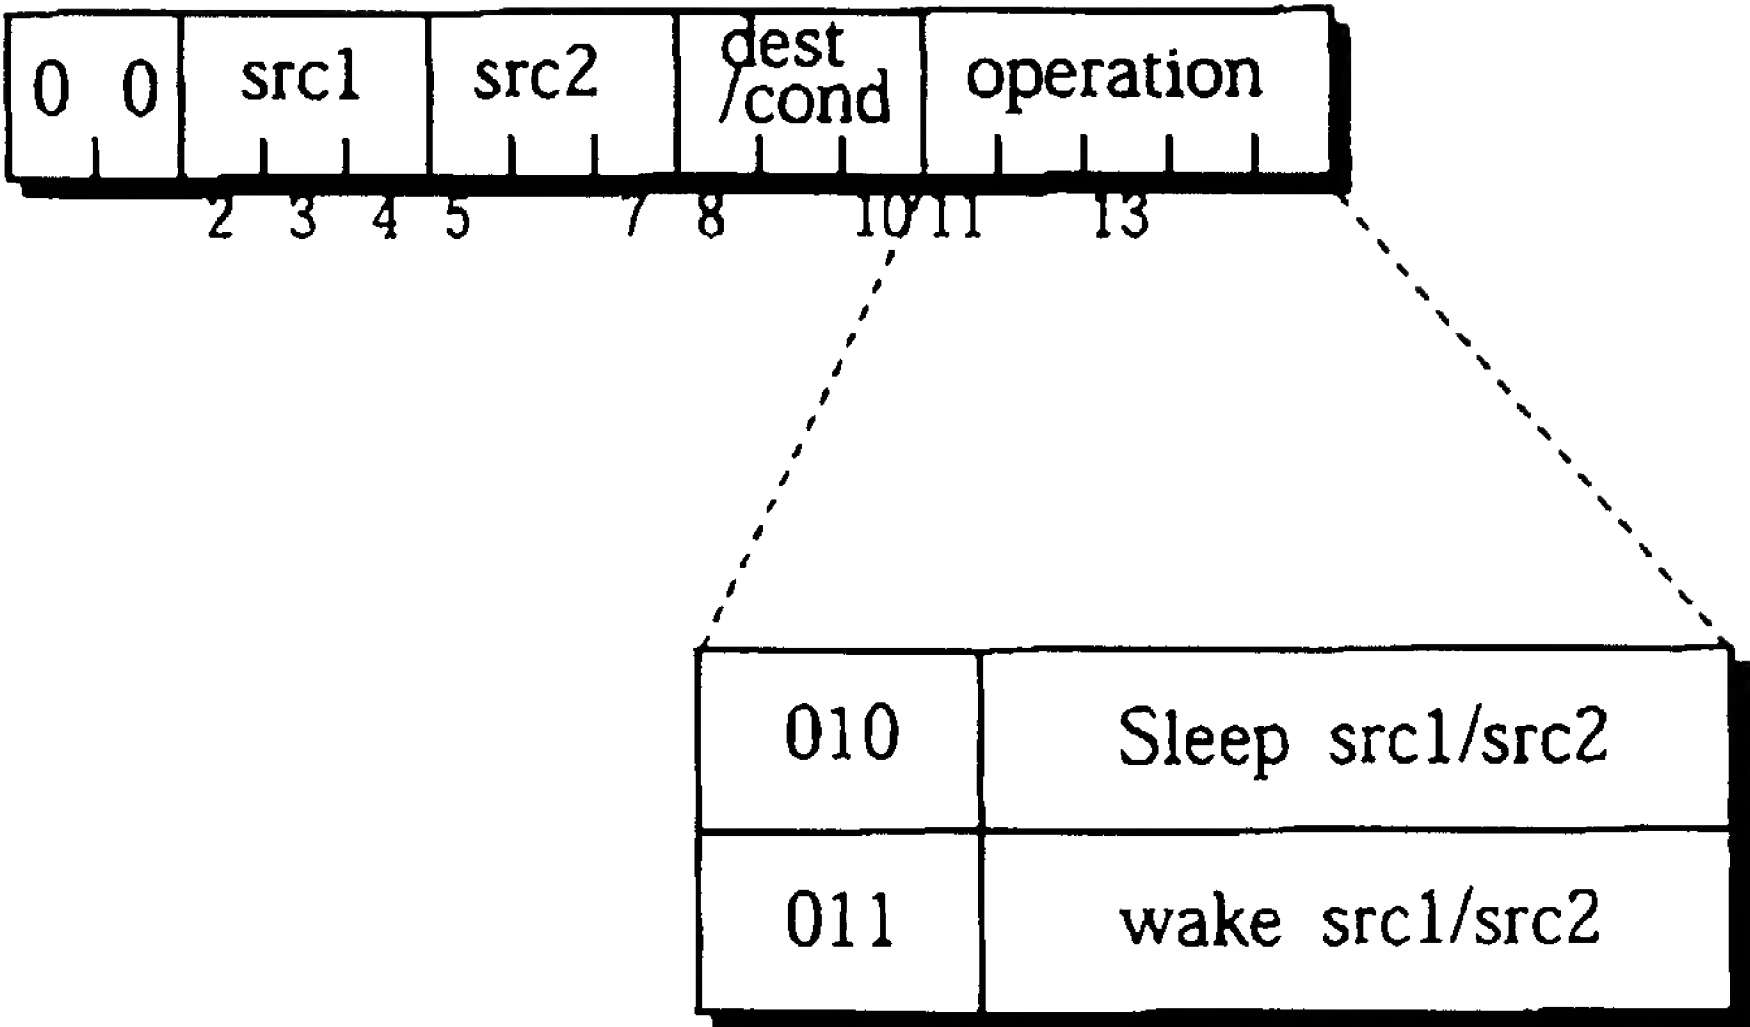 0 0 src1 src2 dest /cond operation
2 3 4 5 7 8 10 11 13
010 Sleep src1/src2
011 wake src1/src2